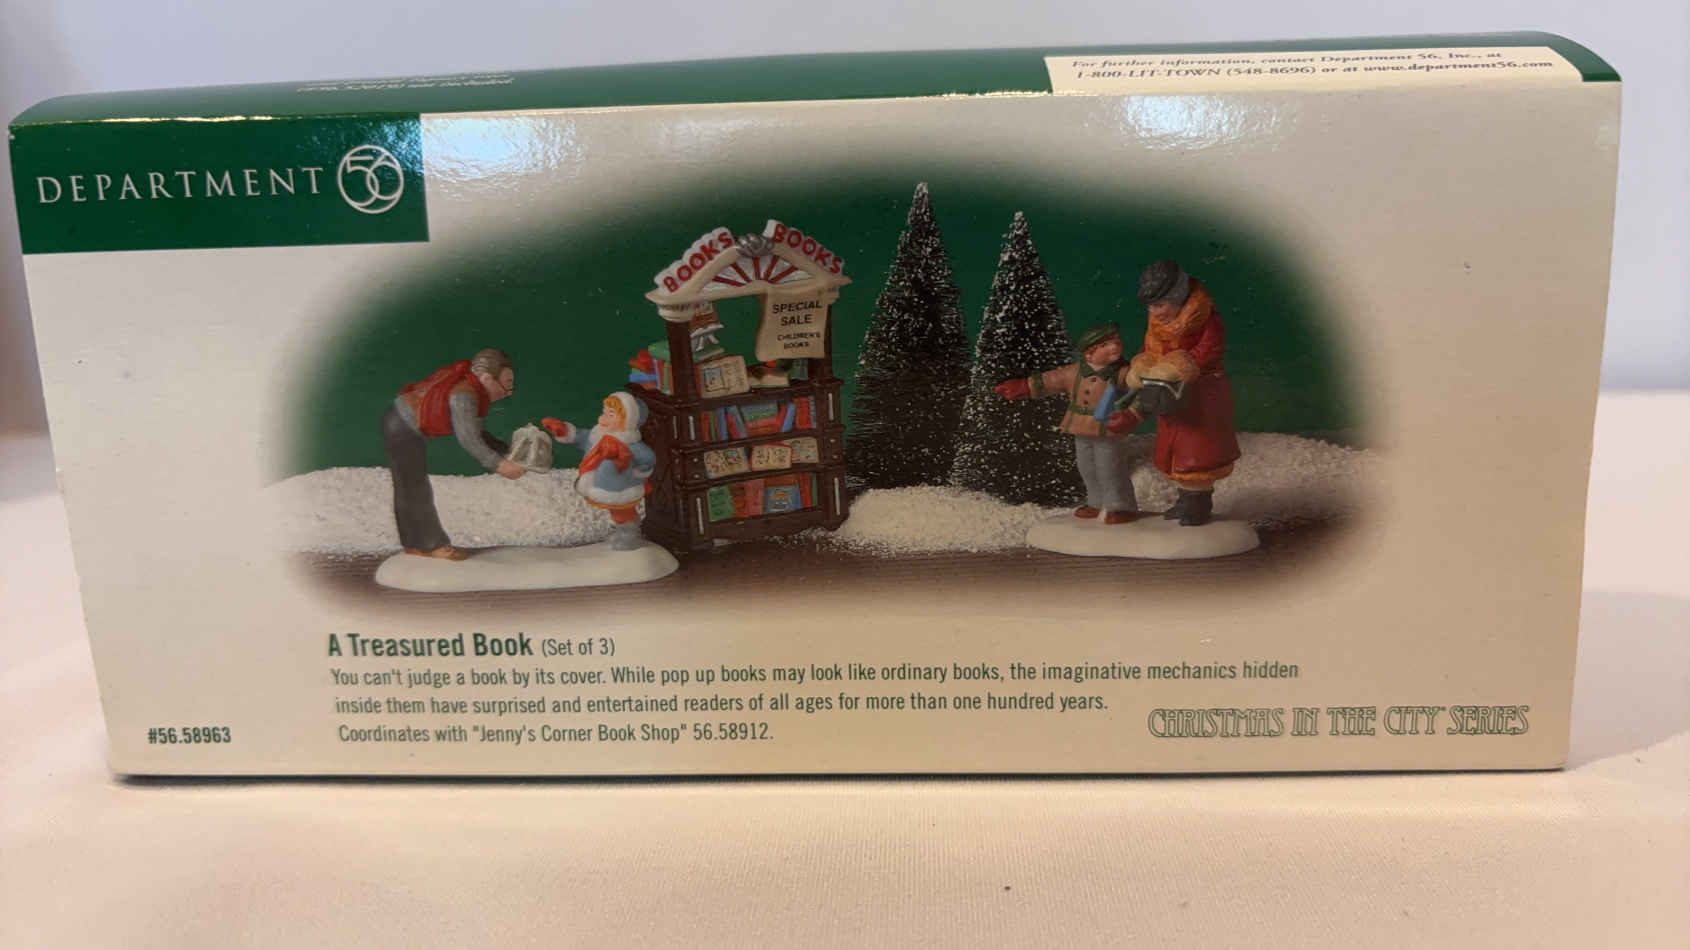 For further information, contact Department 56, Inc., at
1-800-LIT-TOWN (548-8696) or at www.department56.com
not included.
DEPARTMENT 56
BOOKS BOOKS
SPECIAL
SALE
CHILDREN'S
BOOKS
A Treasured Book (Set of 3)
You can't judge a book by its cover. While pop up books may look like ordinary books, the imaginative mechanics hidden
inside them have surprised and entertained readers of all ages for more than one hundred years.
Coordinates with "Jenny's Corner Book Shop" 56.58912.
#56.58963
CHRISTMAS IN THE CITY SERIES